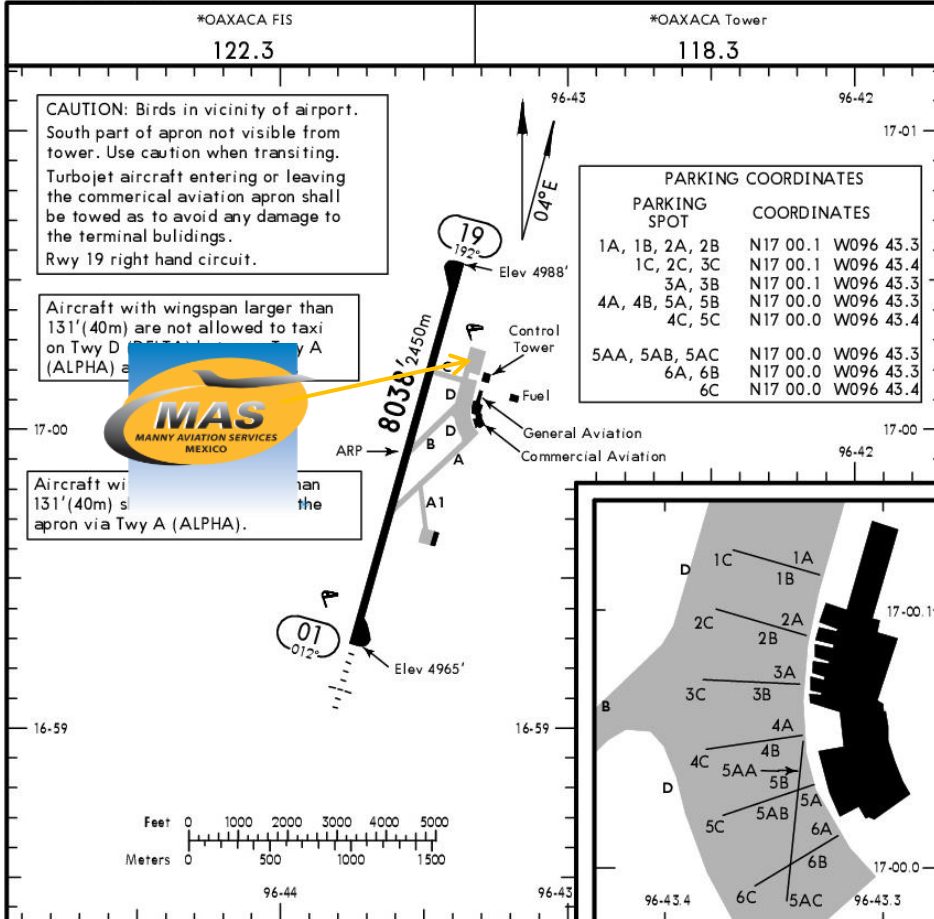 *OAXACA FIS
122.3
*OAXACA Tower
118.3
96-43
96-42
17-01
CAUTION: Birds in vicinity of airport.
South part of apron not visible from
tower. Use caution when transiting.
Turbojet aircraft entering or leaving
the commerical aviation apron shall
be towed as to avoid any damage to
the terminal bulidings.
Rwy 19 right hand circuit.
04°E
PARKING COORDINATES
PARKING SPOT COORDINATES
1A, 1B, 2A, 2B N17 00.1 W096 43.3
1C, 2C, 3C N17 00.1 W096 43.4
3A, 3B N17 00.1 W096 43.3
4A, 4B, 5A, 5B N17 00.0 W096 43.3
4C, 5C N17 00.0 W096 43.4
5AA, 5AB, 5AC N17 00.0 W096 43.3
6A, 6B N17 00.0 W096 43.3
6C N17 00.0 W096 43.4
19
192°
Elev 4988'
Aircraft with wingspan larger than
131'(40m) are not allowed to taxi
on Twy D
(ALPHA)
8038' 2450m
Control
Tower
Fuel
General Aviation
Commercial Aviation
C
D
D
B
A
A1
ARP
MAS
MANNY AVIATION SERVICES
MEXICO
17-00
17-00
96-42
Aircraft
131'(40m) the
apron via Twy A (ALPHA).
01
012°
Elev 4965'
16-59
16-59
Feet 0 1000 2000 3000 4000 5000
Meters 0 500 1000 1500
96-44
96-43
D
1C
1A
1B
17-00.1
2C
2A
2B
3A
3C
3B
B
4A
4C
4B
5AA
5B
D
5A
5C
5AB
6A
6B
17-00.0
6C
5AC
96-43.4
96-43.3